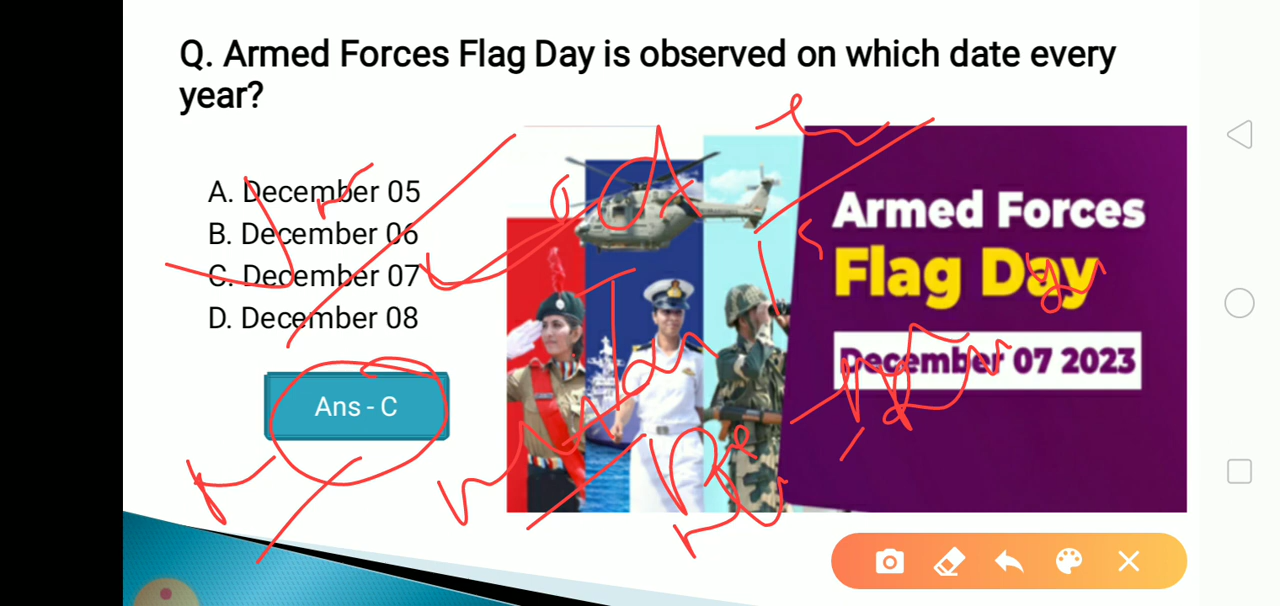 Q. Armed Forces Flag Day is observed on which date every
year?
A. December 05
B. December 06
C. December 07
D. December 08
Ans - C
Armed Forces
Flag Day
December 07 2023